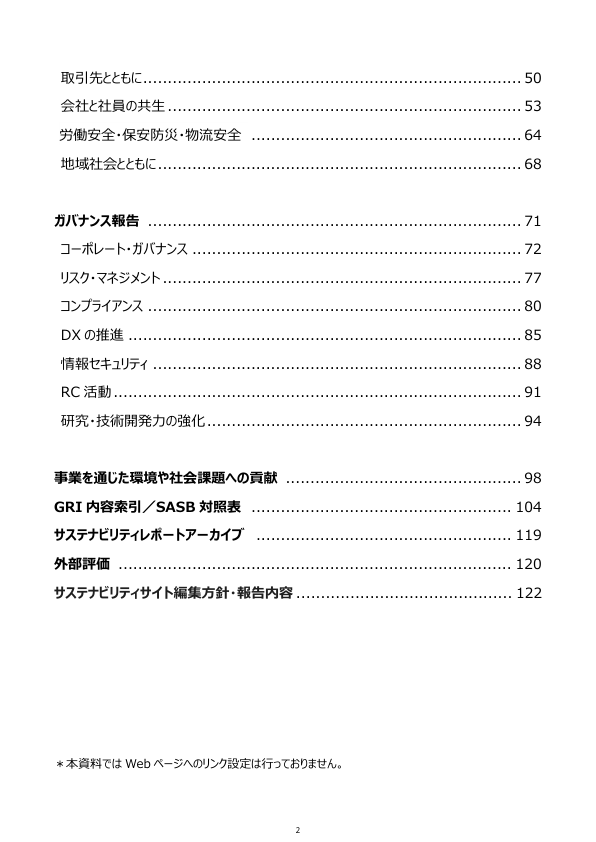 取引先とともに ............................................................................ 50
会社と社員の共生 ....................................................................... 53
労働安全・保安防災・物流安全 ...................................................... 64
地域社会とともに ......................................................................... 68
ガバナンス報告 ........................................................................... 71
コーポレート・ガバナンス ................................................................... 72
リスク・マネジメント ........................................................................ 77
コンプライアンス ........................................................................... 80
DX の推進 ............................................................................... 85
情報セキュリティ .......................................................................... 88
RC 活動 .................................................................................. 91
研究・技術開発力の強化 ............................................................... 94
事業を通じた環境や社会課題への貢献 ............................................... 98
GRI 内容索引／SASB 対照表 .................................................... 104
サステナビリティレポートアーカイブ ................................................... 119
外部評価 ............................................................................... 120
サステナビリティサイト編集方針・報告内容 ........................................... 122
＊本資料では Web ページへのリンク設定は行っておりません。
2